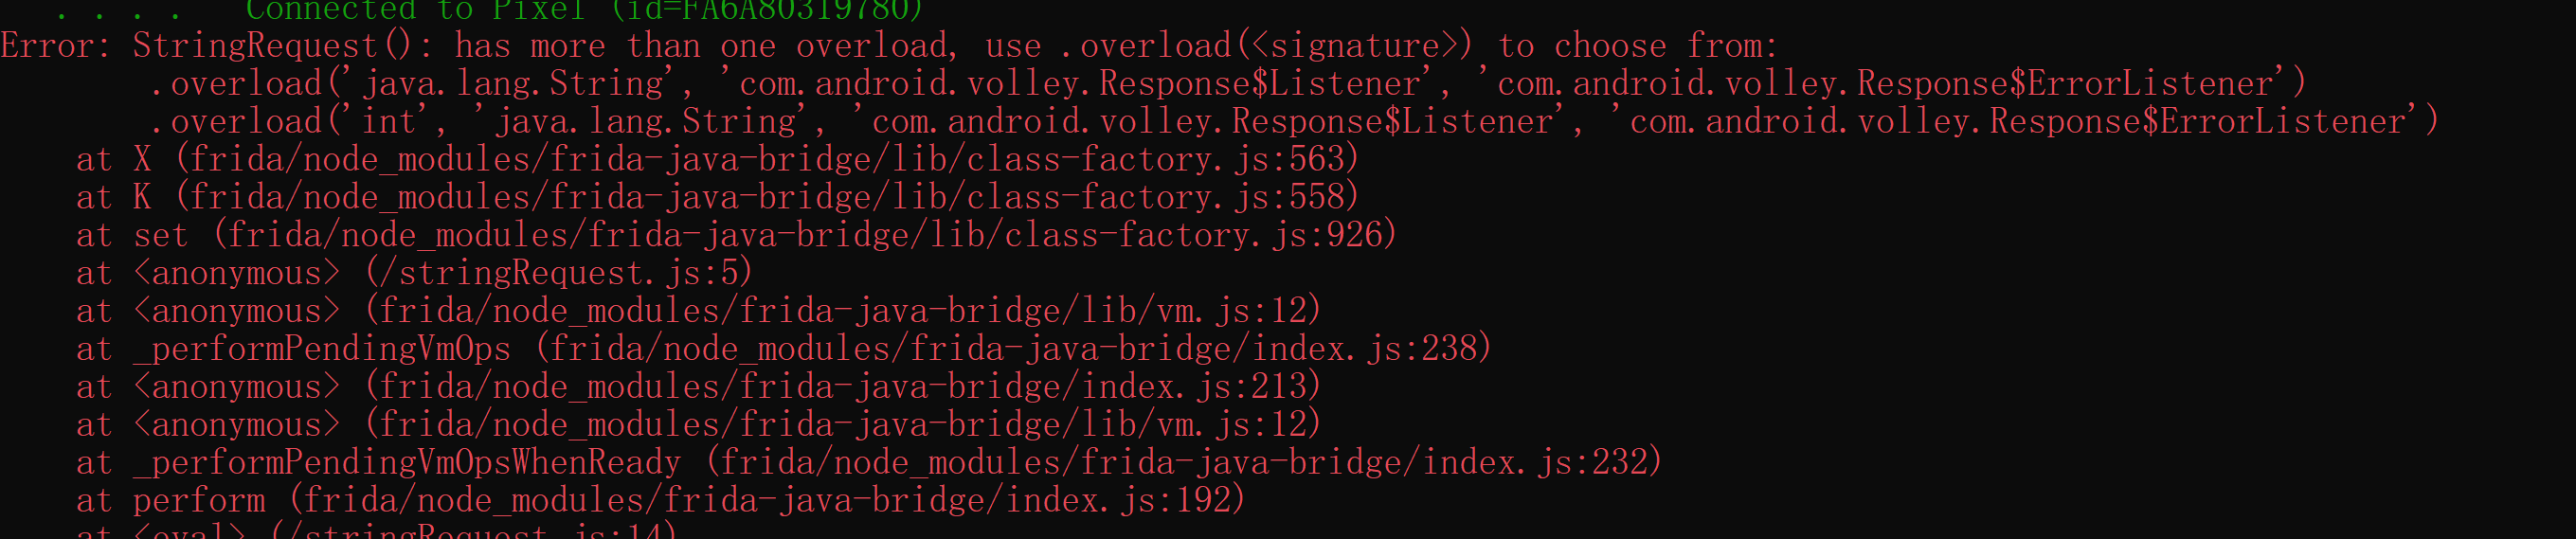 . . . .   Connected to Pixel (id=FA6A80319780)
Error: StringRequest(): has more than one overload, use .overload(<signature>) to choose from:
        .overload('java.lang.String', 'com.android.volley.Response$Listener', 'com.android.volley.Response$ErrorListener')
        .overload('int', 'java.lang.String', 'com.android.volley.Response$Listener', 'com.android.volley.Response$ErrorListener')
    at X (frida/node_modules/frida-java-bridge/lib/class-factory.js:563)
    at K (frida/node_modules/frida-java-bridge/lib/class-factory.js:558)
    at set (frida/node_modules/frida-java-bridge/lib/class-factory.js:926)
    at <anonymous> (/stringRequest.js:5)
    at <anonymous> (frida/node_modules/frida-java-bridge/lib/vm.js:12)
    at _performPendingVmOps (frida/node_modules/frida-java-bridge/index.js:238)
    at <anonymous> (frida/node_modules/frida-java-bridge/index.js:213)
    at <anonymous> (frida/node_modules/frida-java-bridge/lib/vm.js:12)
    at _performPendingVmOpsWhenReady (frida/node_modules/frida-java-bridge/index.js:232)
    at perform (frida/node_modules/frida-java-bridge/index.js:192)
    at <eval> (/stringRequest.js:14)